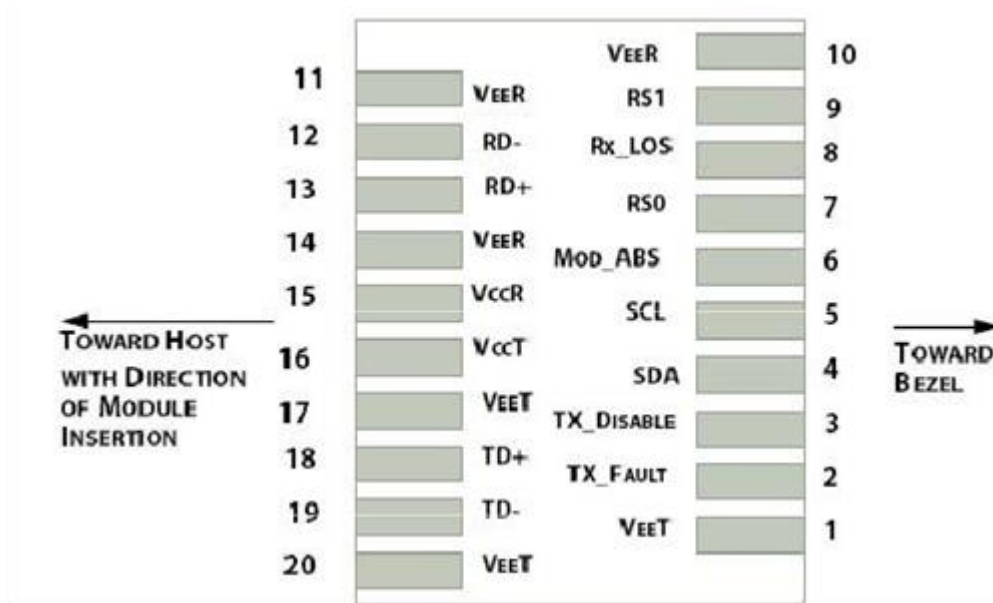 11 VEER
12 RD-
13 RD+
14 VEER
15 VCCR
16 VCCT
17 VEET
18 TD+
19 TD-
20 VEET
VEER 10
RS1 9
RX_LOS 8
RS0 7
MOD_ABS 6
SCL 5
SDA 4
TX_DISABLE 3
TX_FAULT 2
VEET 1
TOWARD HOST
WITH DIRECTION
OF MODULE
INSERTION
TOWARD
BEZEL